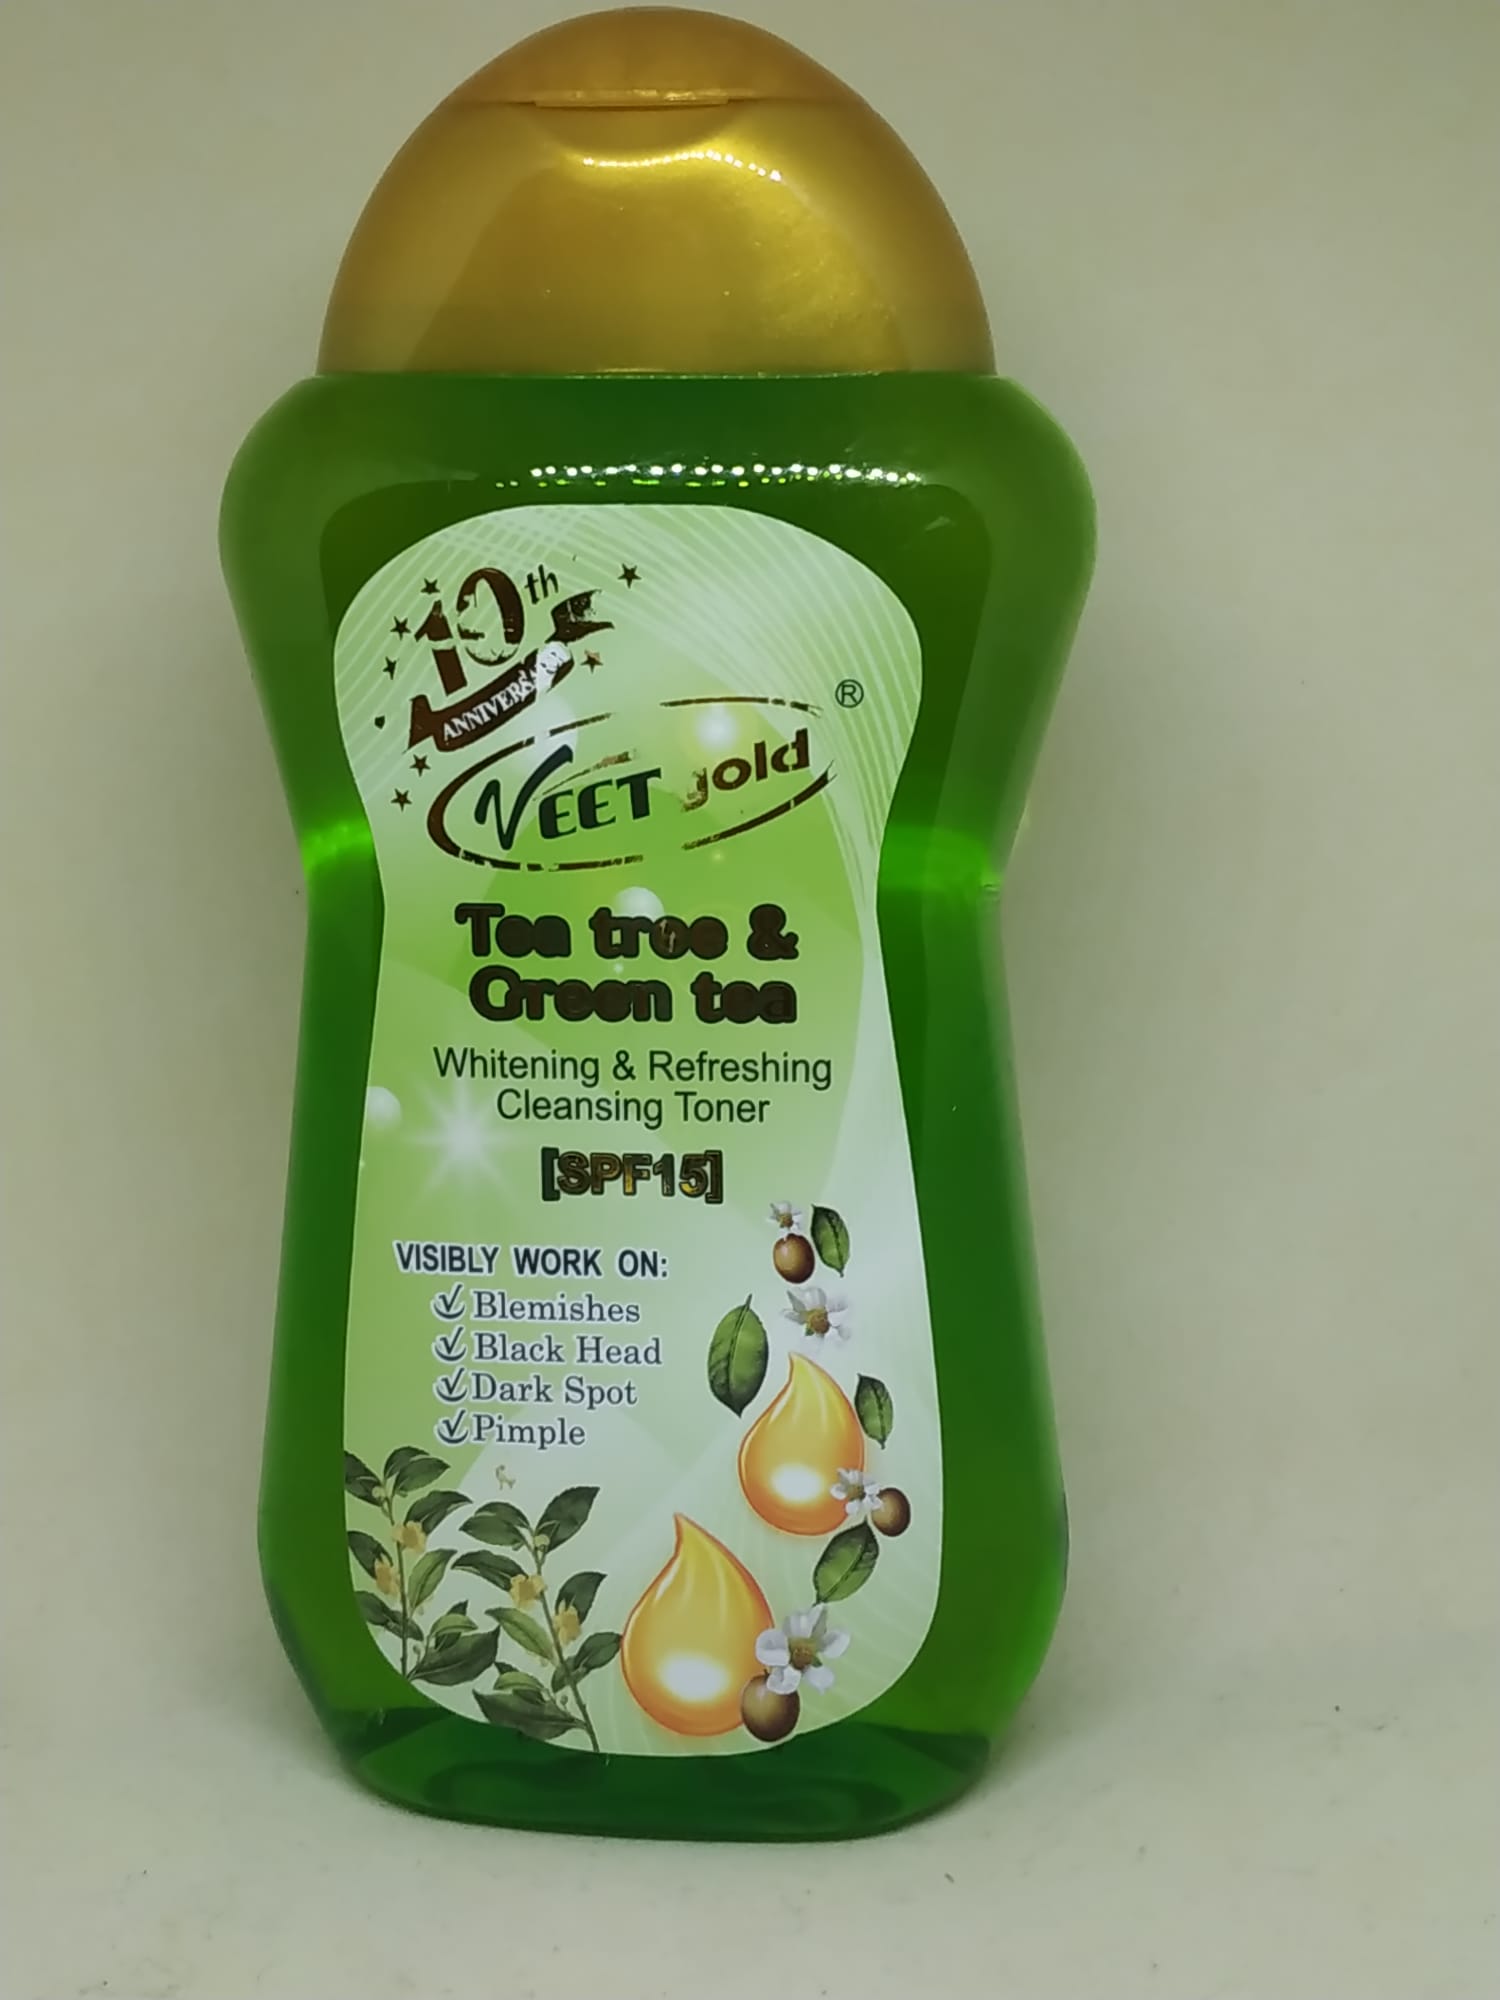 10th
ANNIVERSARY
VEET gold ®
Tea tree &
Green tea
Whitening & Refreshing
Cleansing Toner
[SPF15]
VISIBLY WORK ON:
Blemishes
Black Head
Dark Spot
Pimple